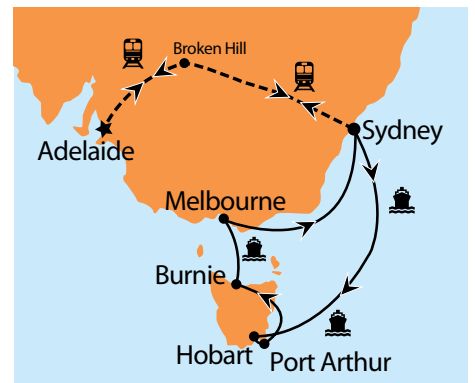 Broken Hill
Sydney
Adelaide
Melbourne
Burnie
Hobart
Port Arthur